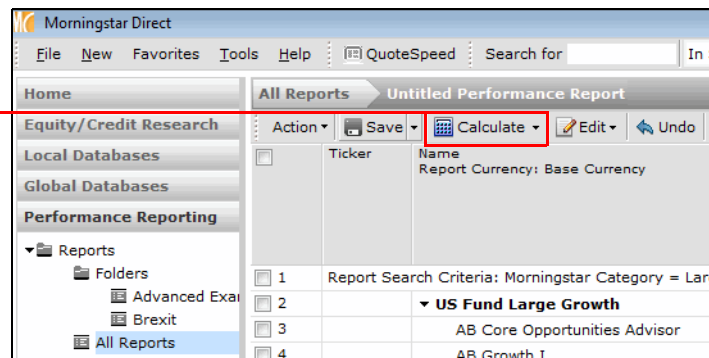 Morningstar Direct
File New Favorites Tools Help QuoteSpeed Search for In
Home
Equity/Credit Research
Local Databases
Global Databases
Performance Reporting
Reports
Folders
Advanced Exa
Brexit
All Reports
All Reports Untitled Performance Report
Action Save Calculate Edit Undo
Ticker Name
Report Currency: Base Currency
1 Report Search Criteria: Morningstar Category = Lar
2 US Fund Large Growth
3 AB Core Opportunities Advisor
4 AB Growth I